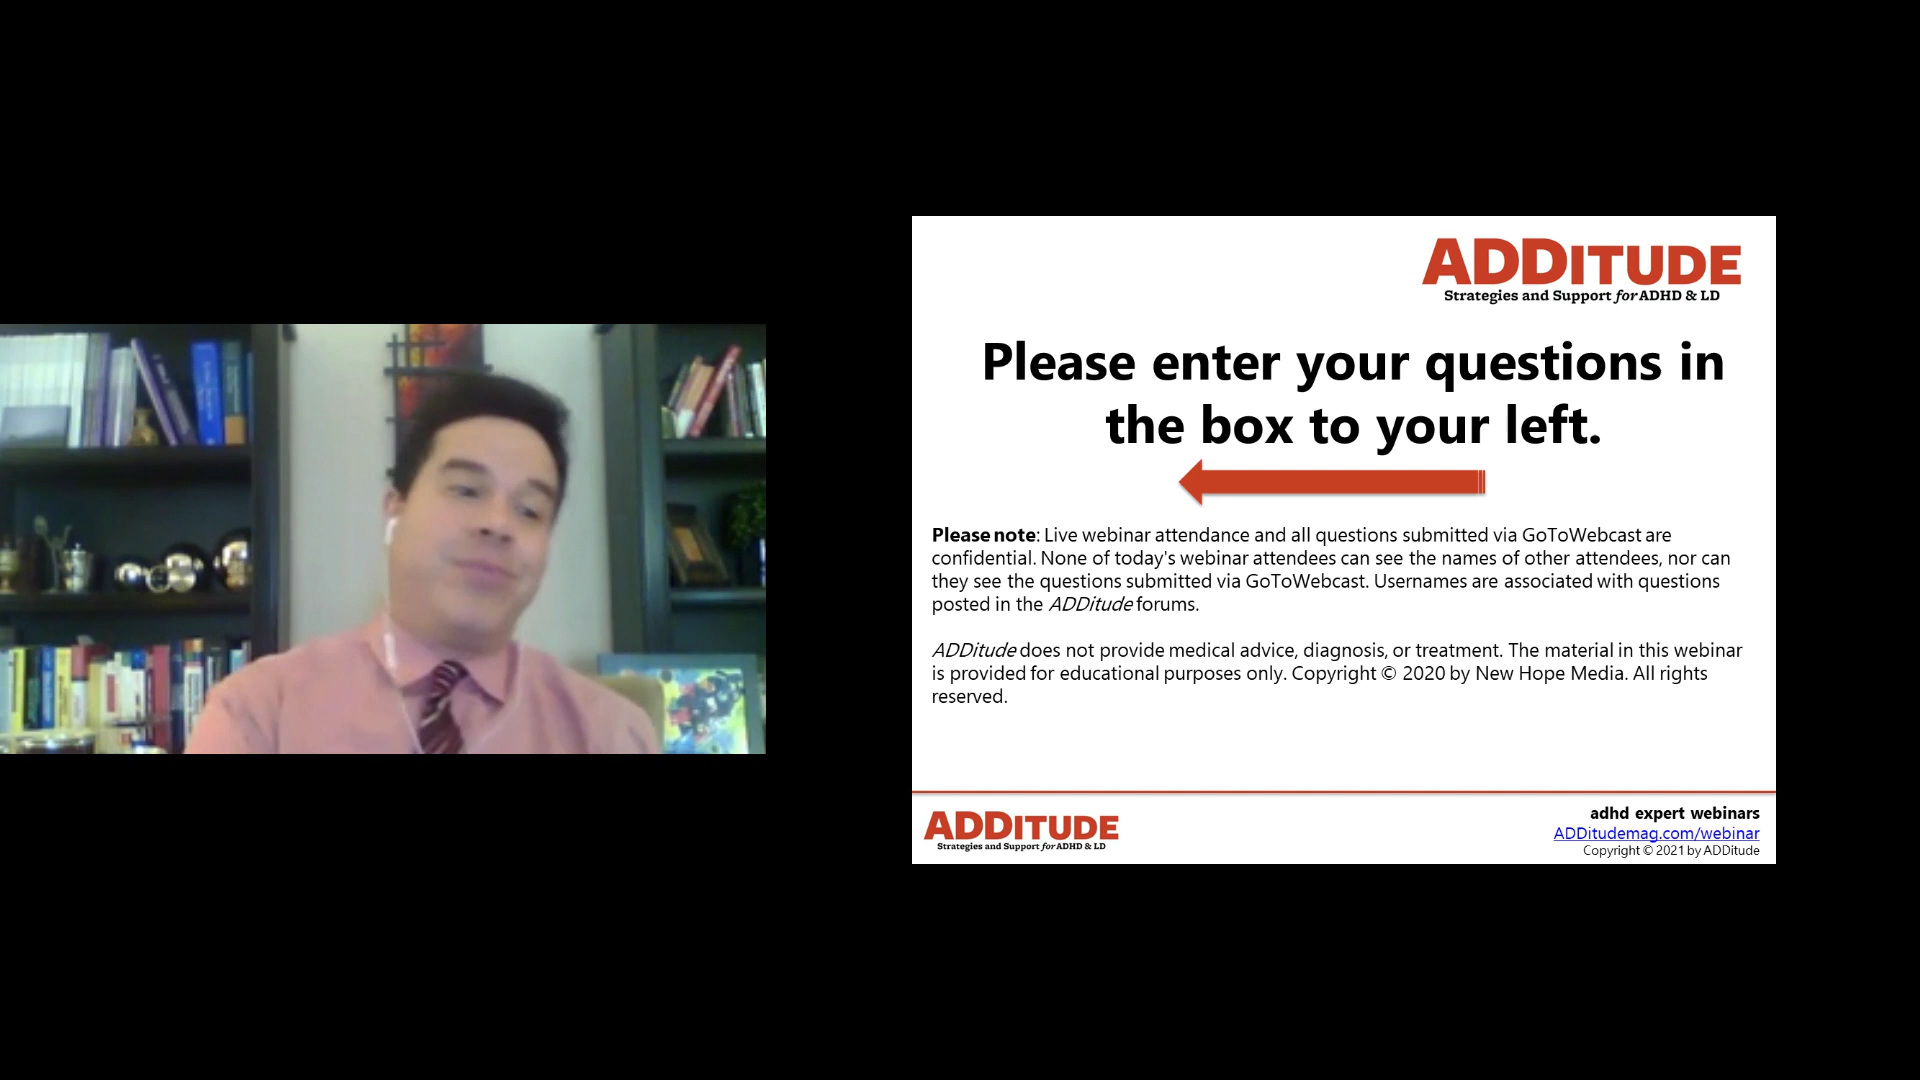 ADDITUDE
Strategies and Support for ADHD & LD
Please enter your questions in
the box to your left.
Please note: Live webinar attendance and all questions submitted via GoToWebcast are
confidential. None of today's webinar attendees can see the names of other attendees, nor can
they see the questions submitted via GoToWebcast. Usernames are associated with questions
posted in the ADDitude forums.
ADDitude does not provide medical advice, diagnosis, or treatment. The material in this webinar
is provided for educational purposes only. Copyright © 2020 by New Hope Media. All rights
reserved.
ADDITUDE
Strategies and Support for ADHD & LD
adhd expert webinars
ADDitudemag.com/webinar
Copyright © 2021 by ADDitude